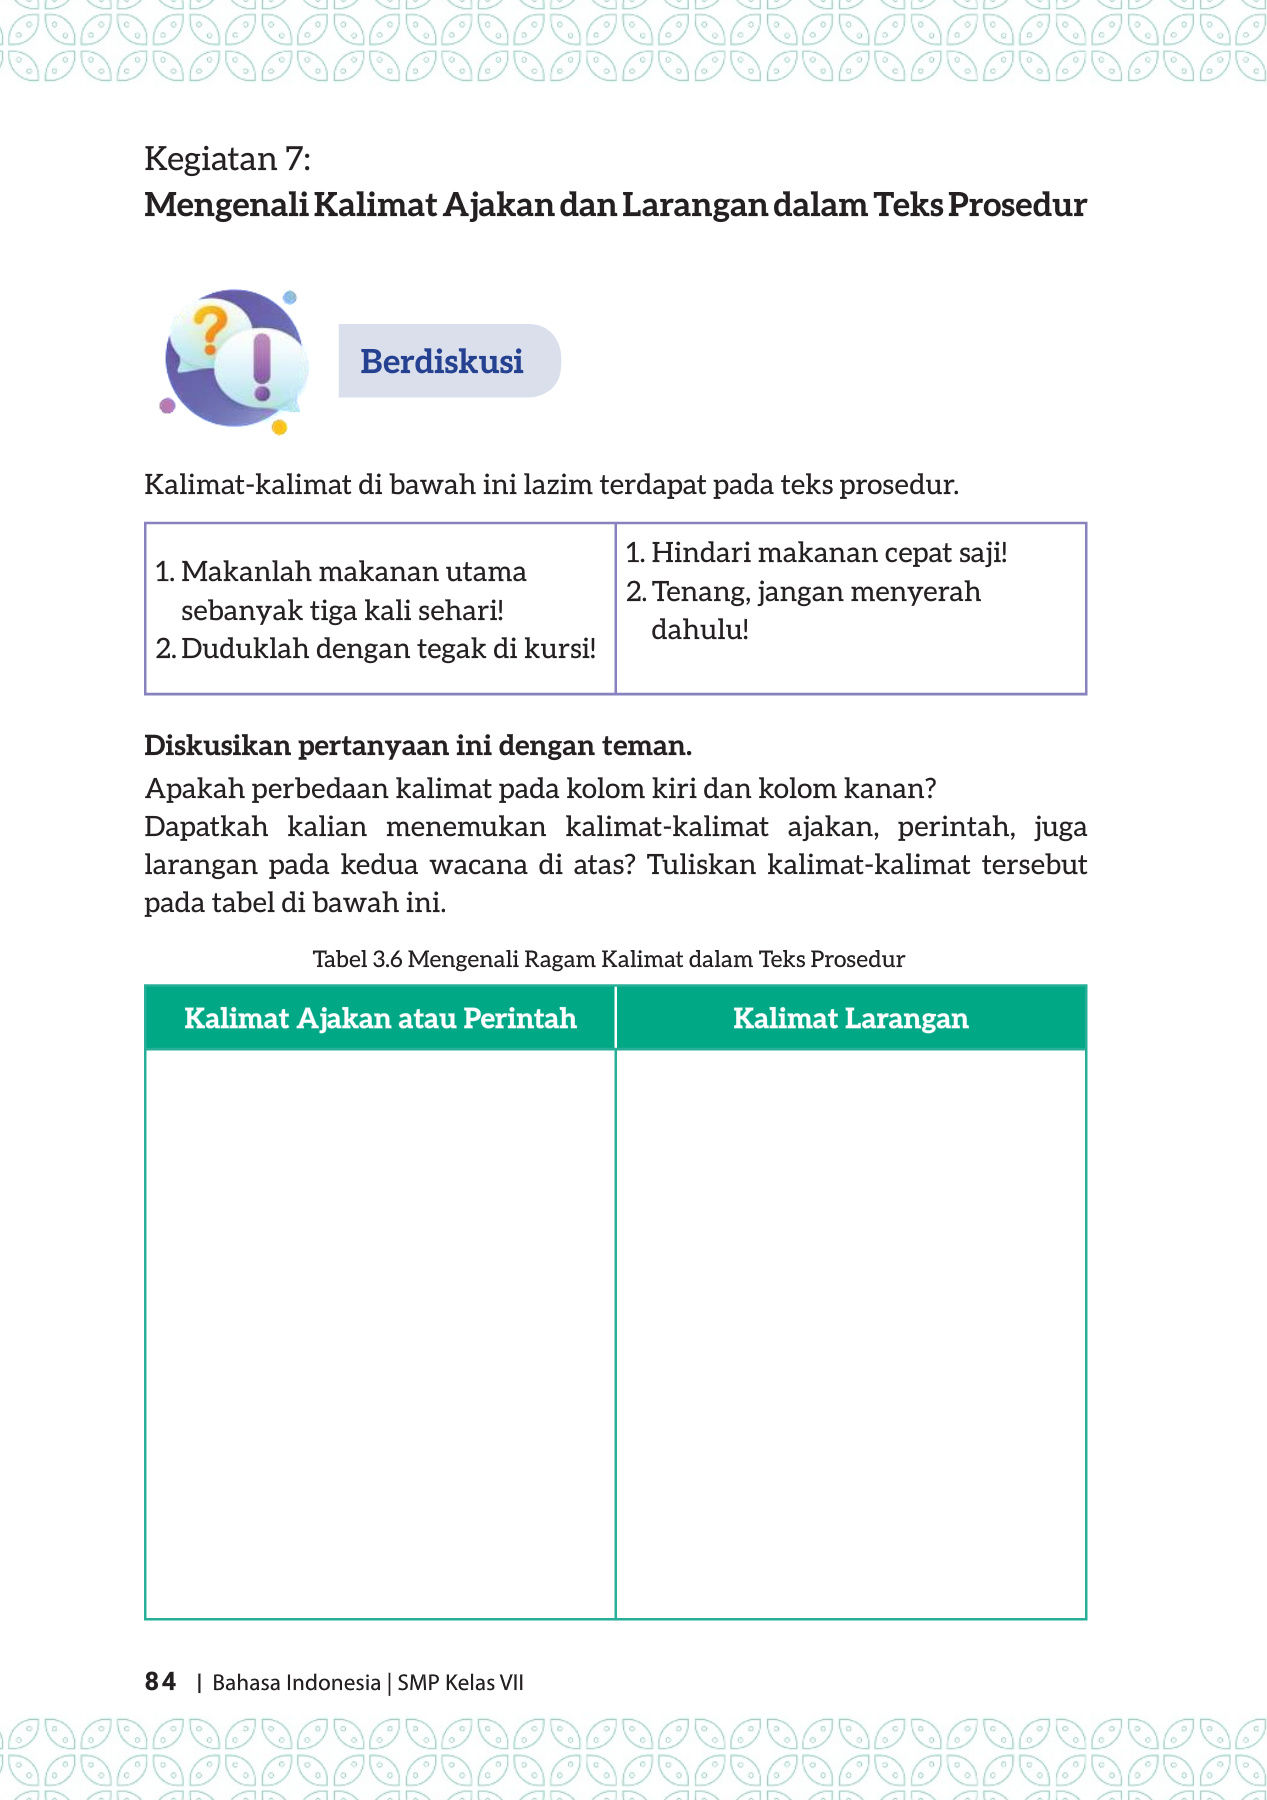 Kegiatan 7:
Mengenali Kalimat Ajakan dan Larangan dalam Teks Prosedur
?
!
Berdiskusi
Kalimat-kalimat di bawah ini lazim terdapat pada teks prosedur.
1. Makanlah makanan utama
sebanyak tiga kali sehari!
2. Duduklah dengan tegak di kursi!
1. Hindari makanan cepat saji!
2. Tenang, jangan menyerah
dahulu!
Diskusikan pertanyaan ini dengan teman.
Apakah perbedaan kalimat pada kolom kiri dan kolom kanan?
Dapatkah kalian menemukan kalimat-kalimat ajakan, perintah, juga
larangan pada kedua wacana di atas? Tuliskan kalimat-kalimat tersebut
pada tabel di bawah ini.
Tabel 3.6 Mengenali Ragam Kalimat dalam Teks Prosedur
Kalimat Ajakan atau Perintah
Kalimat Larangan
84 | Bahasa Indonesia | SMP Kelas VII